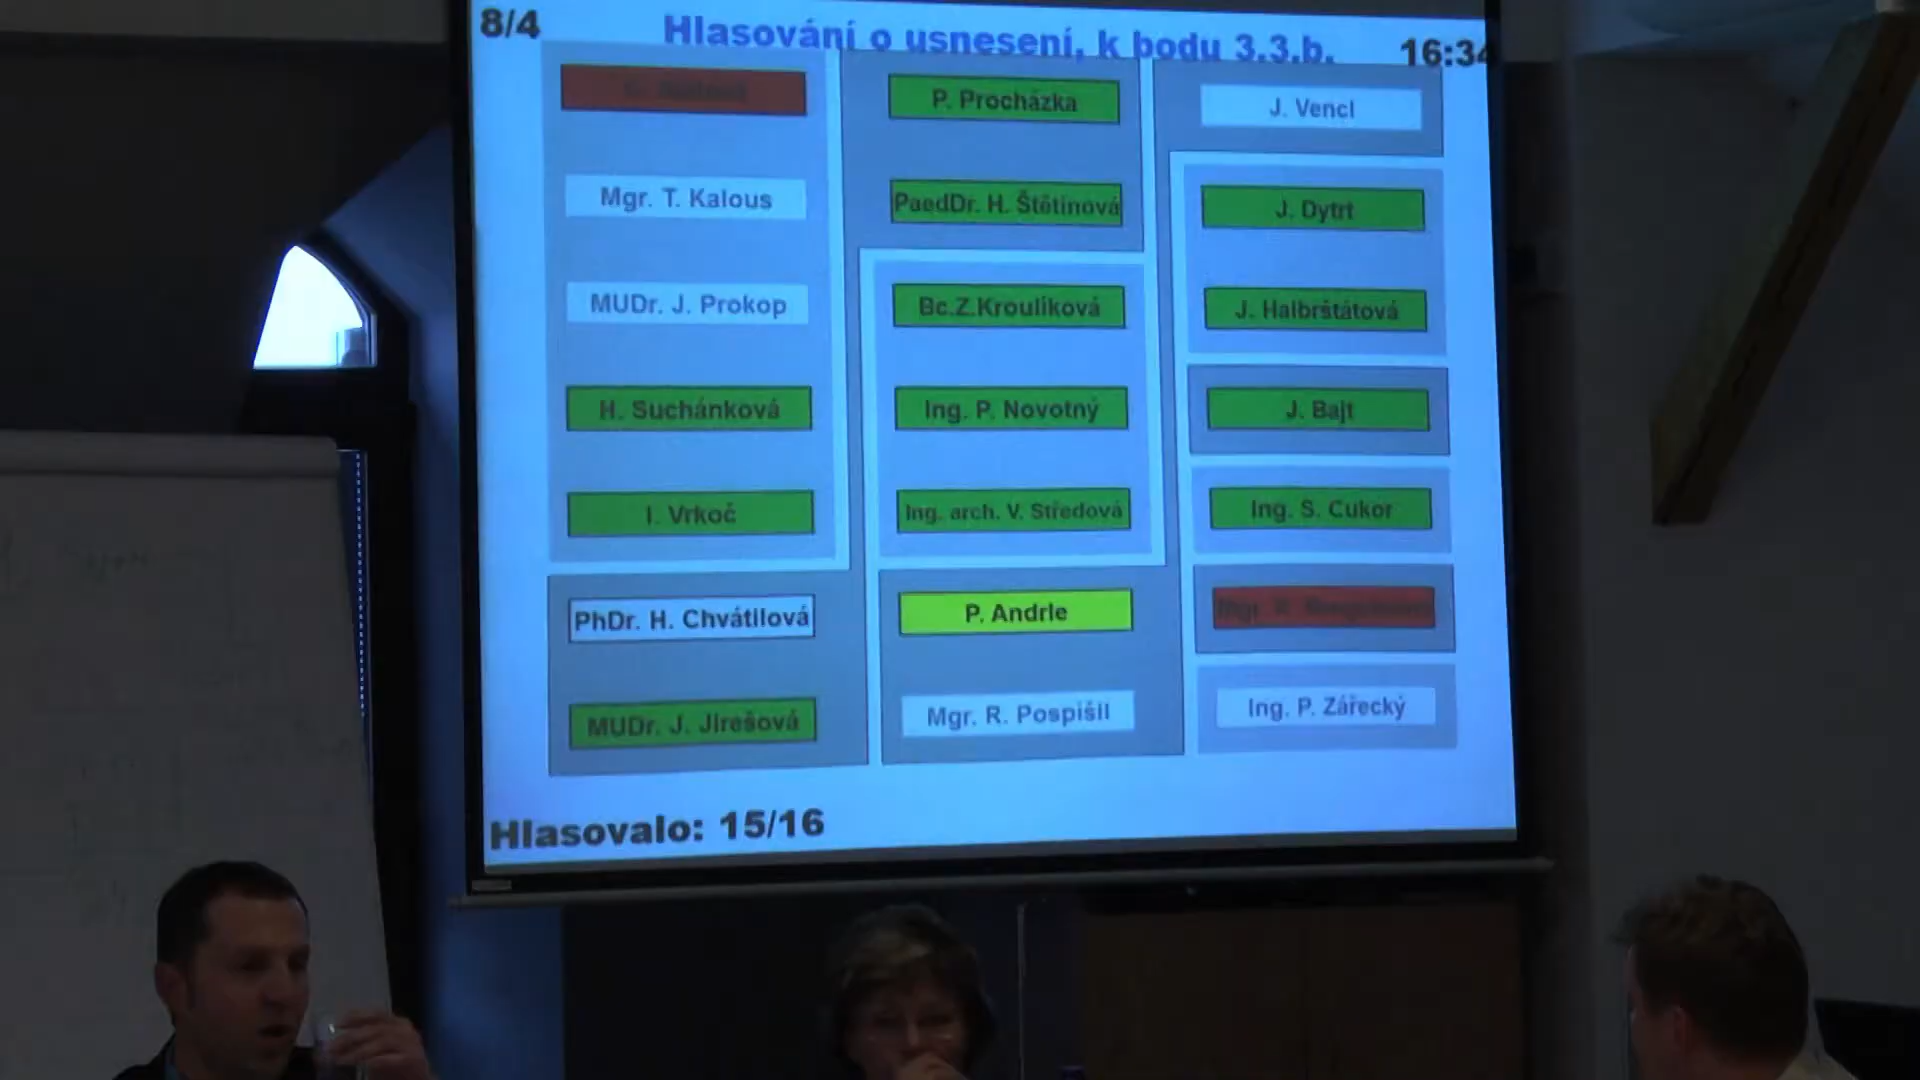 8/4
Hlasování o usnesení, k bodu 3.3.b.
16:34
Mgr. T. Kalous
MUDr. J. Prokop
H. Suchánková
I. Vrkoč
PhDr. H. Chvátilová
MUDr. J. Jirešová
P. Procházka
PaedDr. H. Štětinová
Bc.Z.Kroulíková
Ing. P. Novotný
Ing. arch. V. Středová
P. Andrle
Mgr. R. Pospíšil
J. Vencl
J. Dytrt
J. Halbrštátová
J. Bajt
Ing. S. Cukor
Ing. P. Zářecký
Hlasovalo: 15/16